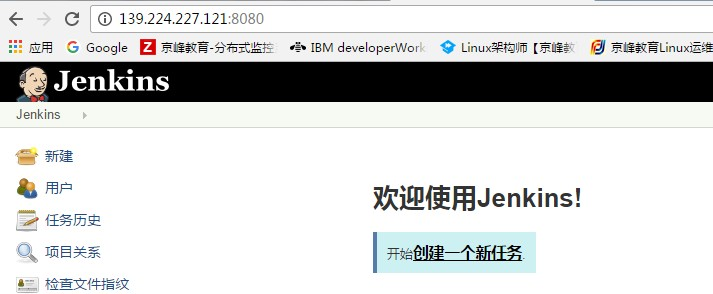 139.224.227.121:8080
应用 Google 京峰教育-分布式监控 IBM developerWork Linux架构师【京峰教 京峰教育Linux运维
Jenkins
Jenkins
新建
用户
任务历史
项目关系
检查文件指纹
欢迎使用Jenkins!
开始创建一个新任务.